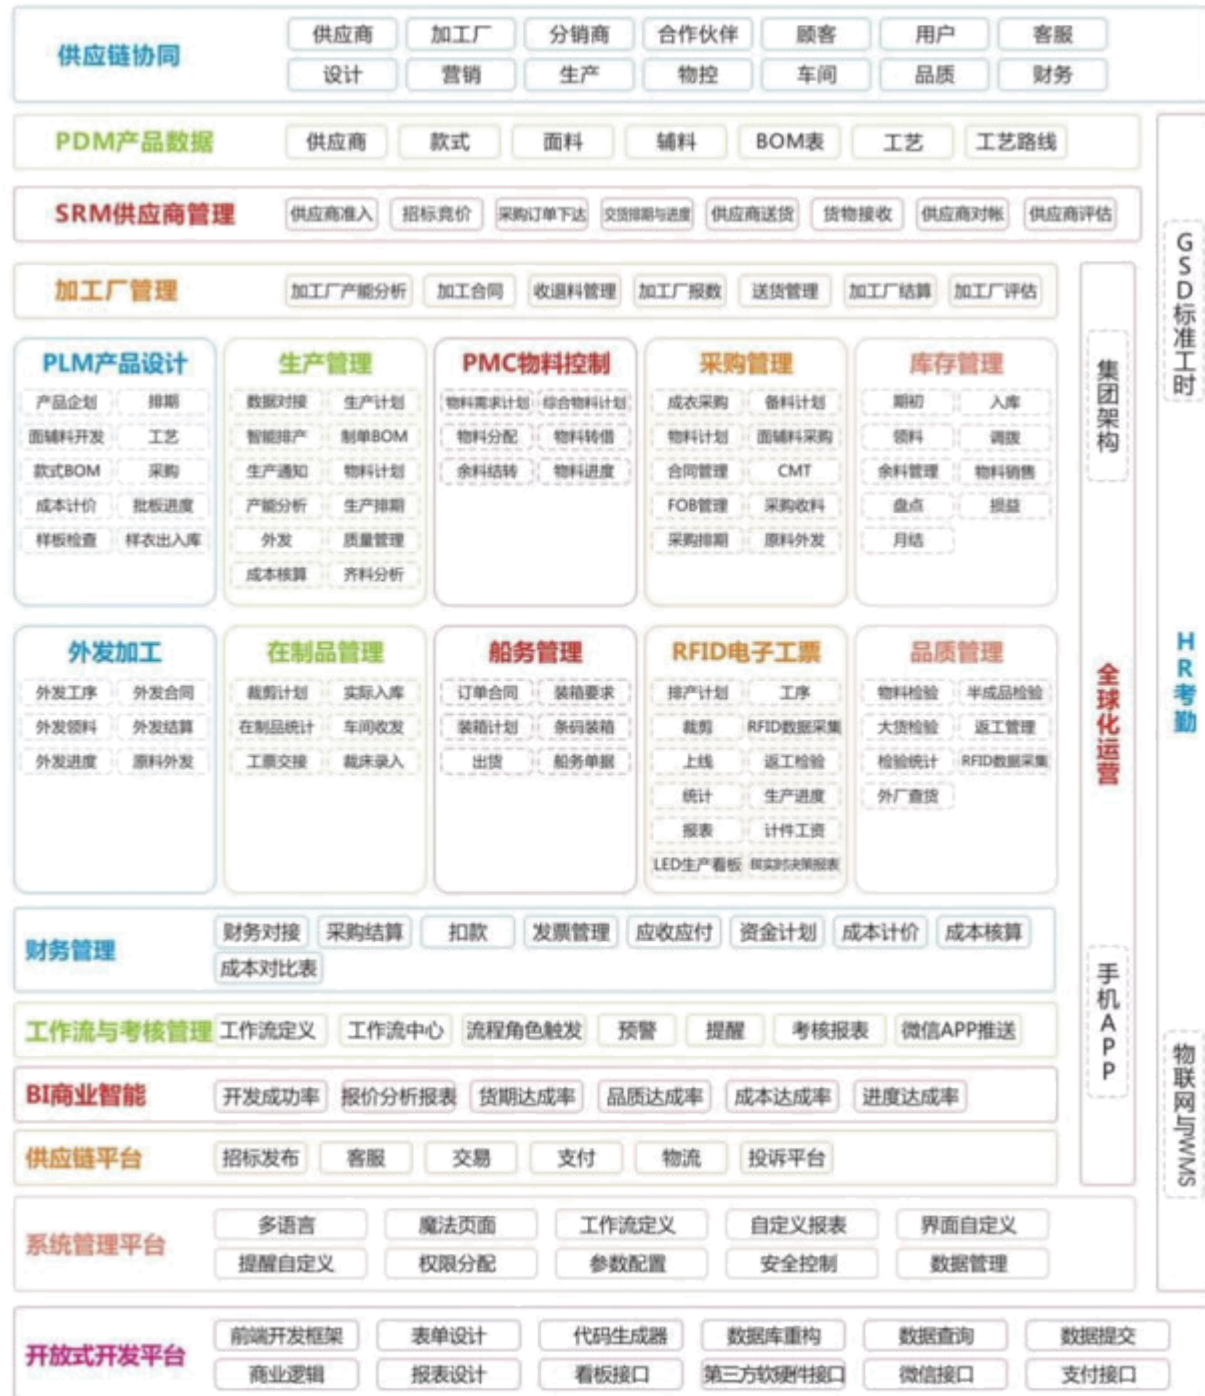 供应链协同
供应商 加工厂 分销商 合作伙伴 顾客 用户 客服
设计 营销 生产 物控 车间 品质 财务
PDM产品数据
供应商 款式 面料 辅料 BOM表 工艺 工艺路线
SRM供应商管理
供应商准入 招标竞价 采购订单下达 交货排期与进度 供应商送货 货物接收 供应商对帐 供应商评估
加工厂管理
加工厂产能分析 加工合同 收退料管理 加工厂报数 送货管理 加工厂结算 加工厂评估
PLM产品设计
产品企划 排期
面辅料开发 工艺
款式BOM 采购
成本计价 批板进度
样板检查 样衣出入库
生产管理
数据对接 生产计划
智能排产 制单BOM
生产通知 物料计划
产能分析 生产排期
外发 质量管理
成本核算 齐料分析
PMC物料控制
物料需求计划 综合物料计划
物料分配 物料转借
余料结转 物料进度
采购管理
成衣采购 备料计划
物料计划 面辅料采购
合同管理 CMT
FOB管理 采购收料
采购排期 原料外发
库存管理
期初 入库
领料 调拨
余料管理 物料销售
盘点 损益
月结
外发加工
外发工序 外发合同
外发领料 外发结算
外发进度 原料外发
在制品管理
裁剪计划 实际入库
在制品统计 车间收发
工票交接 裁床录入
船务管理
订单合同 装箱要求
装箱计划 条码装箱
出货 船务单据
RFID电子工票
排产计划 工序
裁剪 RFID数据采集
上线 返工检验
统计 生产进度
报表 计件工资
LED生产看板 实时决策报表
品质管理
物料检验 半成品检验
大货检验 返工管理
检验统计 RFID数据采集
外厂查货
财务管理
财务对接 采购结算 扣款 发票管理 应收应付 资金计划 成本计价 成本核算
成本对比表
工作流与考核管理
工作流定义 工作流中心 流程角色触发 预警 提醒 考核报表 微信APP推送
BI商业智能
开发成功率 报价分析报表 货期达成率 品质达成率 成本达成率 进度达成率
供应链平台
招标发布 客服 交易 支付 物流 投诉平台
集团架构
全球化运营
手机APP
系统管理平台
多语言 魔法页面 工作流定义 自定义报表 界面自定义
提醒自定义 权限分配 参数配置 安全控制 数据管理
GSD标准工时
HR考勤
物联网与WMS
开放式开发平台
前端开发框架 表单设计 代码生成器 数据库重构 数据查询 数据提交
商业逻辑 报表设计 看板接口 第三方软硬件接口 微信接口 支付接口